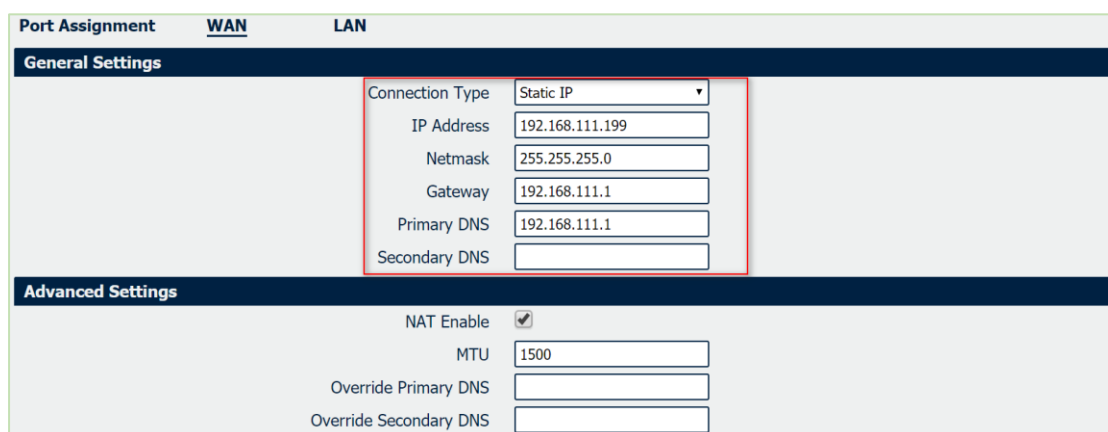 Port Assignment WAN LAN
General Settings
Connection Type Static IP
IP Address 192.168.111.199
Netmask 255.255.255.0
Gateway 192.168.111.1
Primary DNS 192.168.111.1
Secondary DNS
Advanced Settings
NAT Enable
MTU 1500
Override Primary DNS
Override Secondary DNS